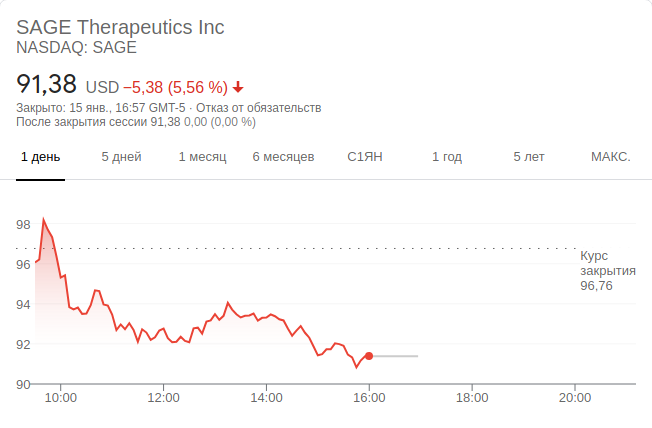 SAGE Therapeutics Inc
NASDAQ: SAGE
91,38 USD −5,38 (5,56 %)
Закрыто: 15 янв., 16:57 GMT-5 · Отказ от обязательств
После закрытия сессии 91,38 0,00 (0,00 %)
1 день 5 дней 1 месяц 6 месяцев С1ЯН 1 год 5 лет МАКС.
98
96
94
92
90
Курс
закрытия
96,76
10:00 12:00 14:00 16:00 18:00 20:00